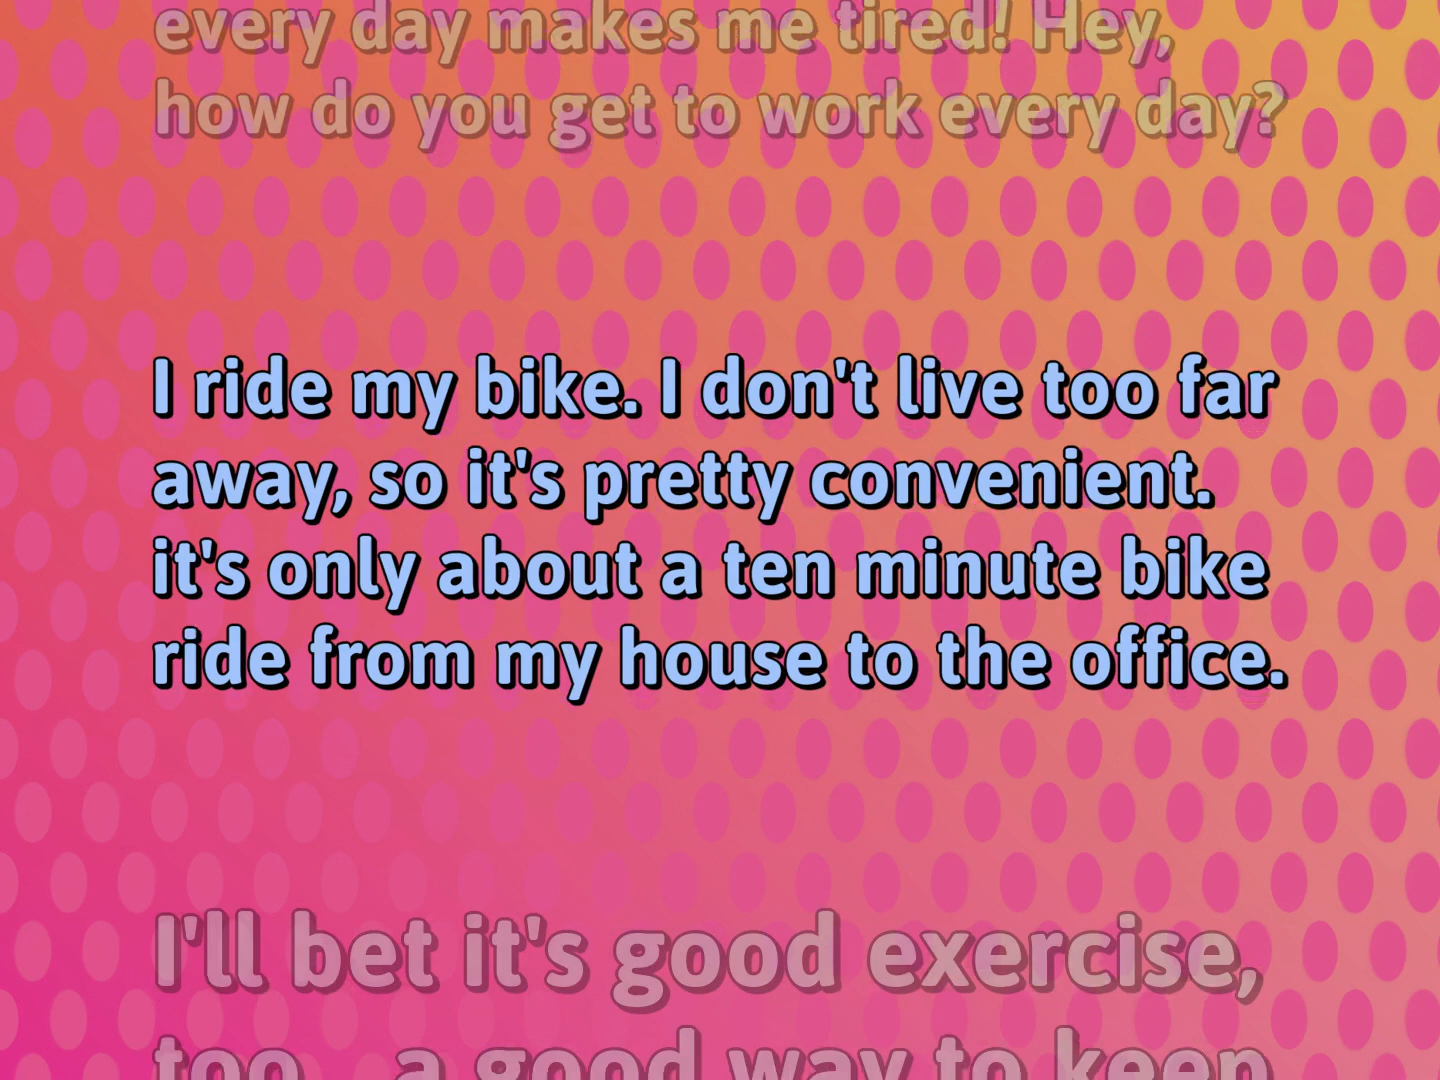 every day makes me tired! Hey,
how do you get to work every day?
I ride my bike. I don't live too far
away, so it's pretty convenient.
it's only about a ten minute bike
ride from my house to the office.
I'll bet it's good exercise,
too a good way to keep